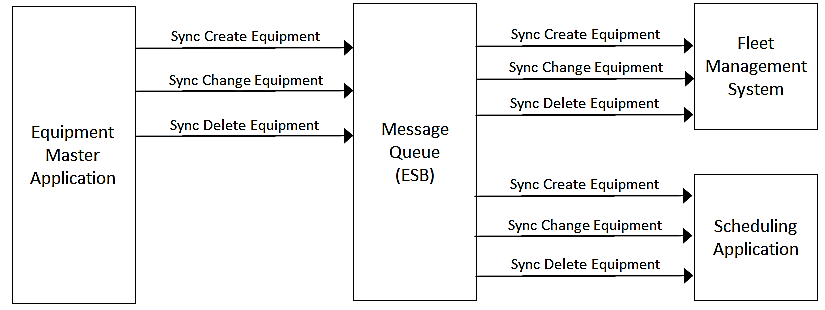 Equipment
Master
Application
Sync Create Equipment
Sync Change Equipment
Sync Delete Equipment
Message
Queue
(ESB)
Sync Create Equipment
Sync Change Equipment
Sync Delete Equipment
Fleet
Management
System
Sync Create Equipment
Sync Change Equipment
Sync Delete Equipment
Scheduling
Application